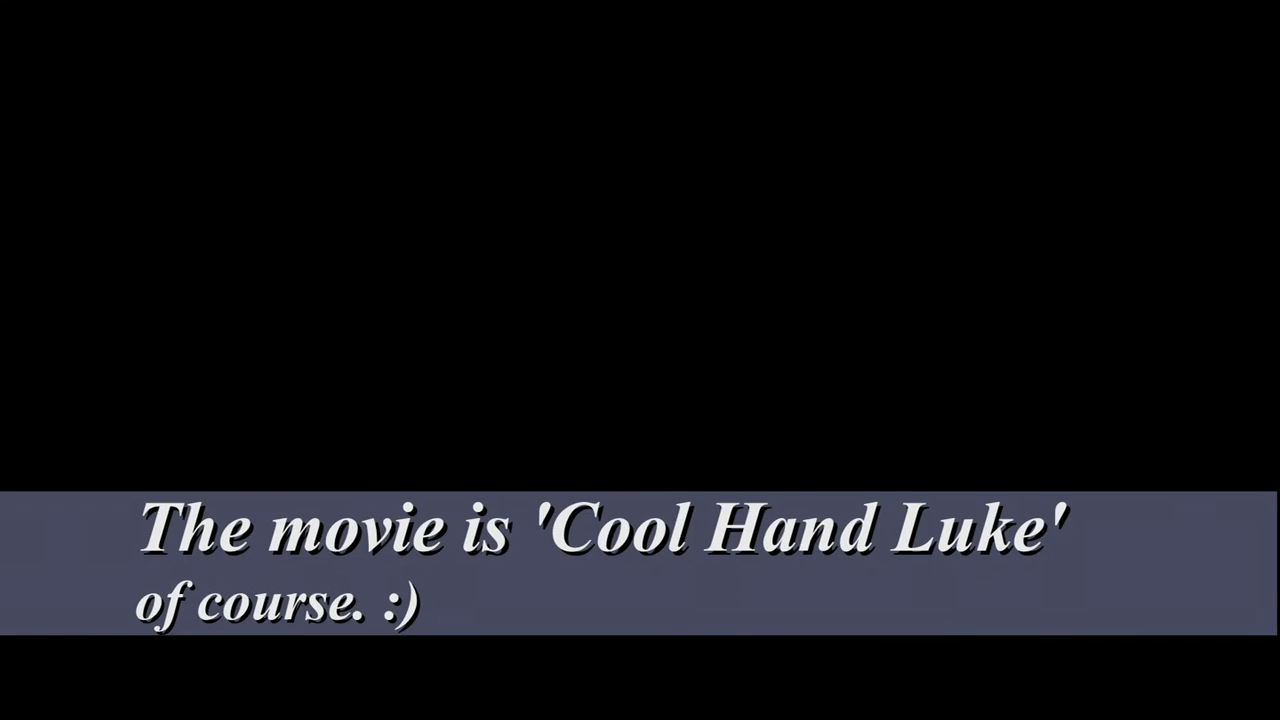 The movie is 'Cool Hand Luke'
of course. :)